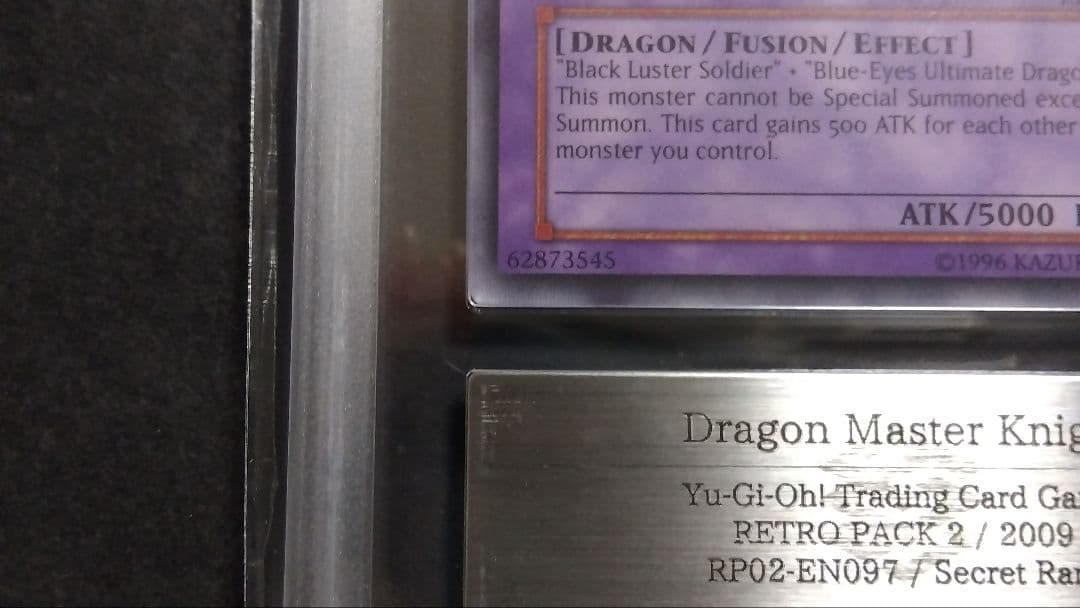 [DRAGON/FUSION/EFFECT]
"Black Luster Soldier" • "Blue-Eyes Ultimate Drago
This monster cannot be Special Summoned exce
Summon. This card gains 500 ATK for each other
monster you control.
ATK/5000
62873545 ©1996 KAZU
Dragon Master Knig
Yu-Gi-Oh! Trading Card Ga
RETRO PACK 2 / 2009
RP02-EN097 / Secret Rar